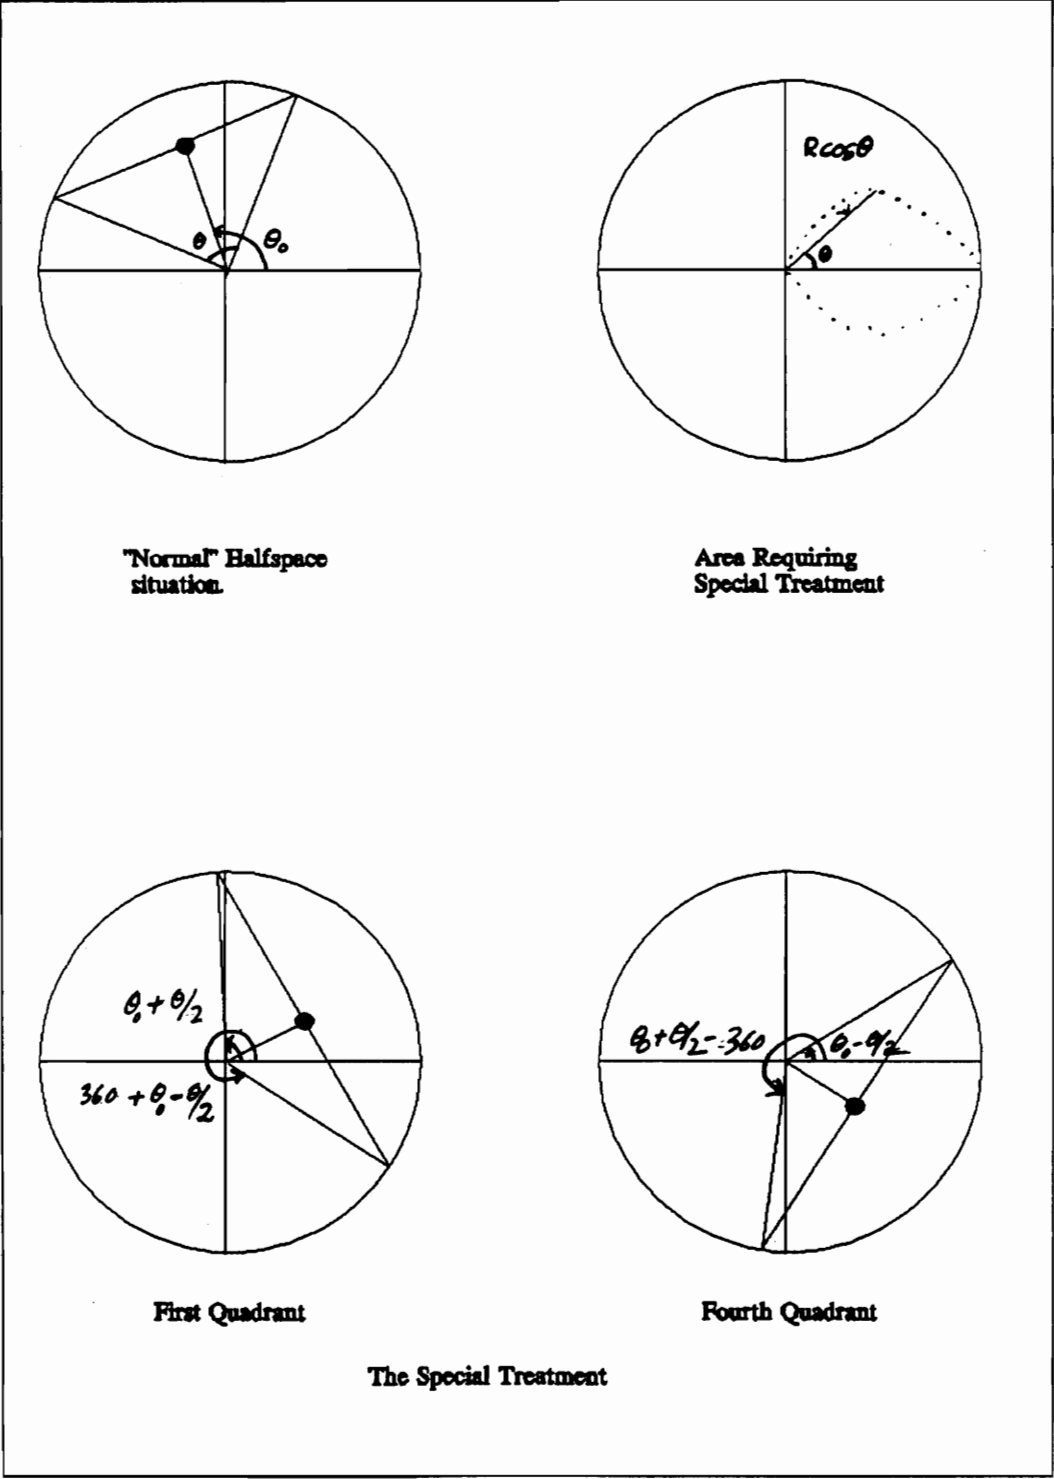 Rcosθ
θ
θ₀
θ
"Normal" Halfspace
situation.
Area Requiring
Special Treatment
θ₀+θ/2
360+θ₀-θ/2
θ+θ/2-360
θ₀-θ/2
First Quadrant
Fourth Quadrant
The Special Treatment